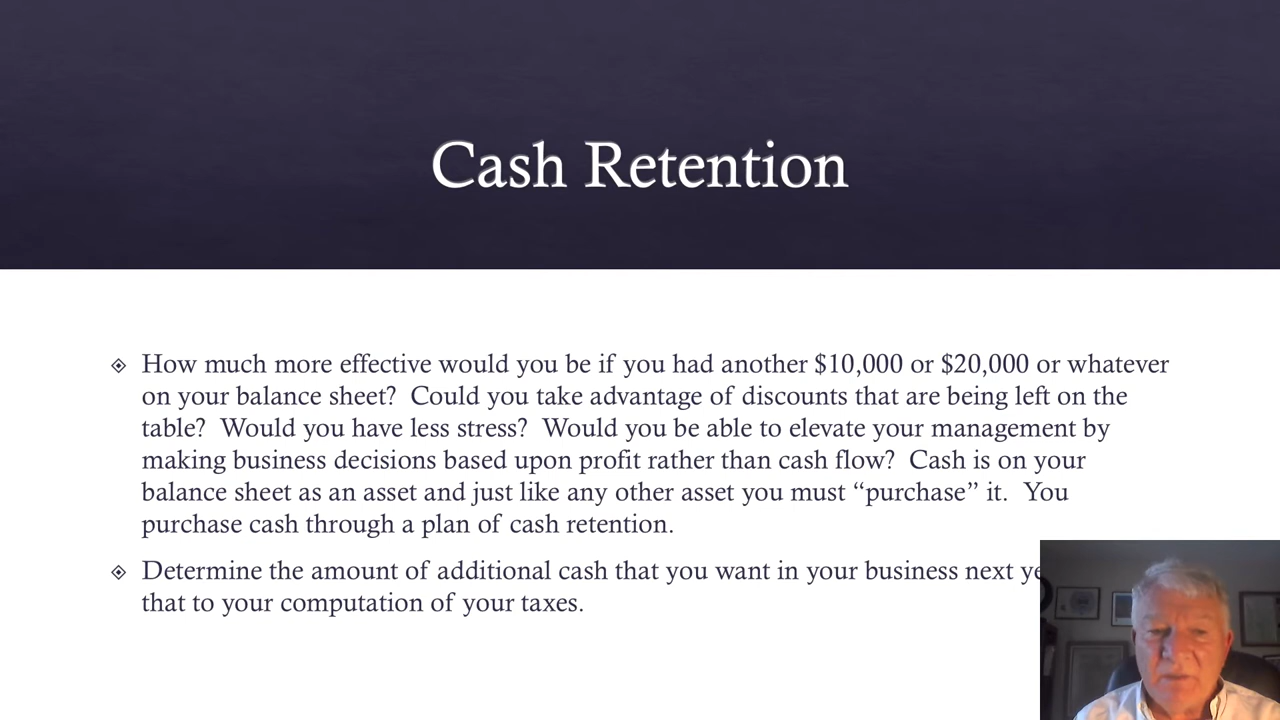 Cash Retention
How much more effective would you be if you had another $10,000 or $20,000 or whatever
on your balance sheet?  Could you take advantage of discounts that are being left on the
table?  Would you have less stress?  Would you be able to elevate your management by
making business decisions based upon profit rather than cash flow?  Cash is on your
balance sheet as an asset and just like any other asset you must “purchase” it.  You
purchase cash through a plan of cash retention.
Determine the amount of additional cash that you want in your business next
that to your computation of your taxes.